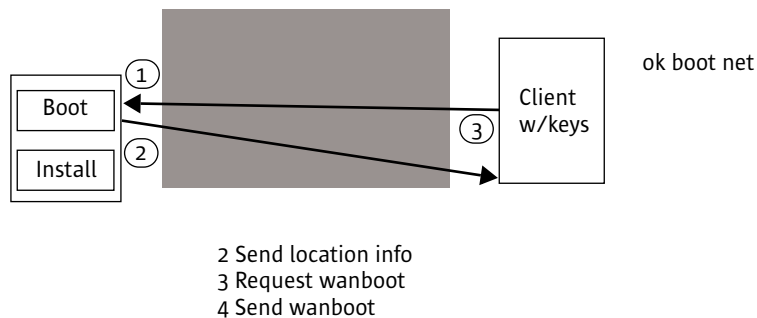 ok boot net
1
Boot
Client
w/keys
3
2
Install
2 Send location info
3 Request wanboot
4 Send wanboot